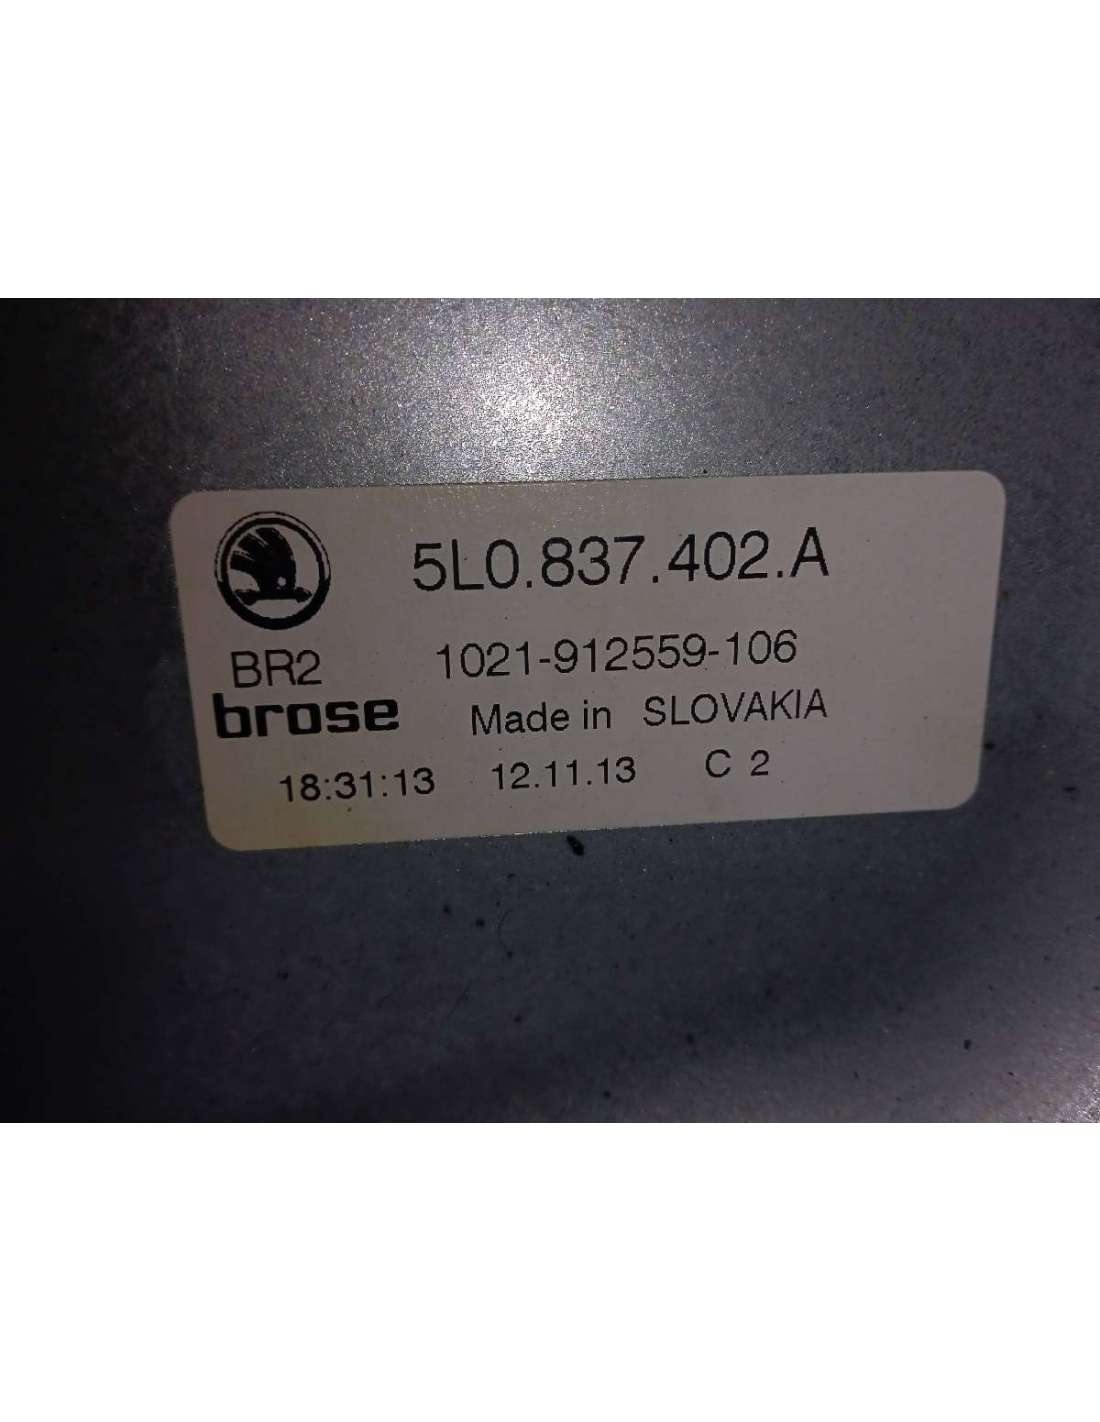 5L0.837.402.A
BR2 1021-912559-106
brose Made in SLOVAKIA
18:31:13 12.11.13 C 2